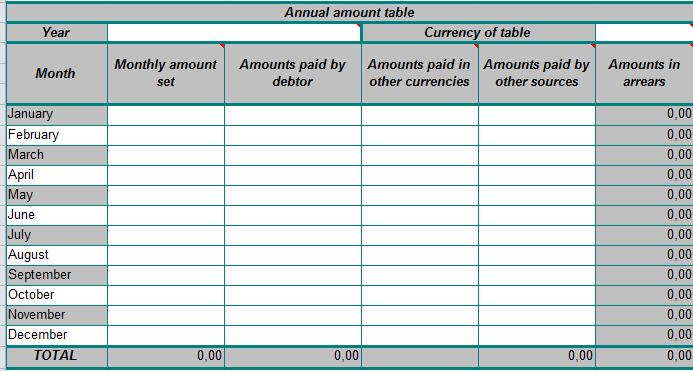 Annual amount table
Year Currency of table
Month Monthly amount set Amounts paid by debtor Amounts paid in other currencies Amounts paid by other sources Amounts in arrears
January 0,00
February 0,00
March 0,00
April 0,00
May 0,00
June 0,00
July 0,00
August 0,00
September 0,00
October 0,00
November 0,00
December 0,00
TOTAL 0,00 0,00 0,00 0,00